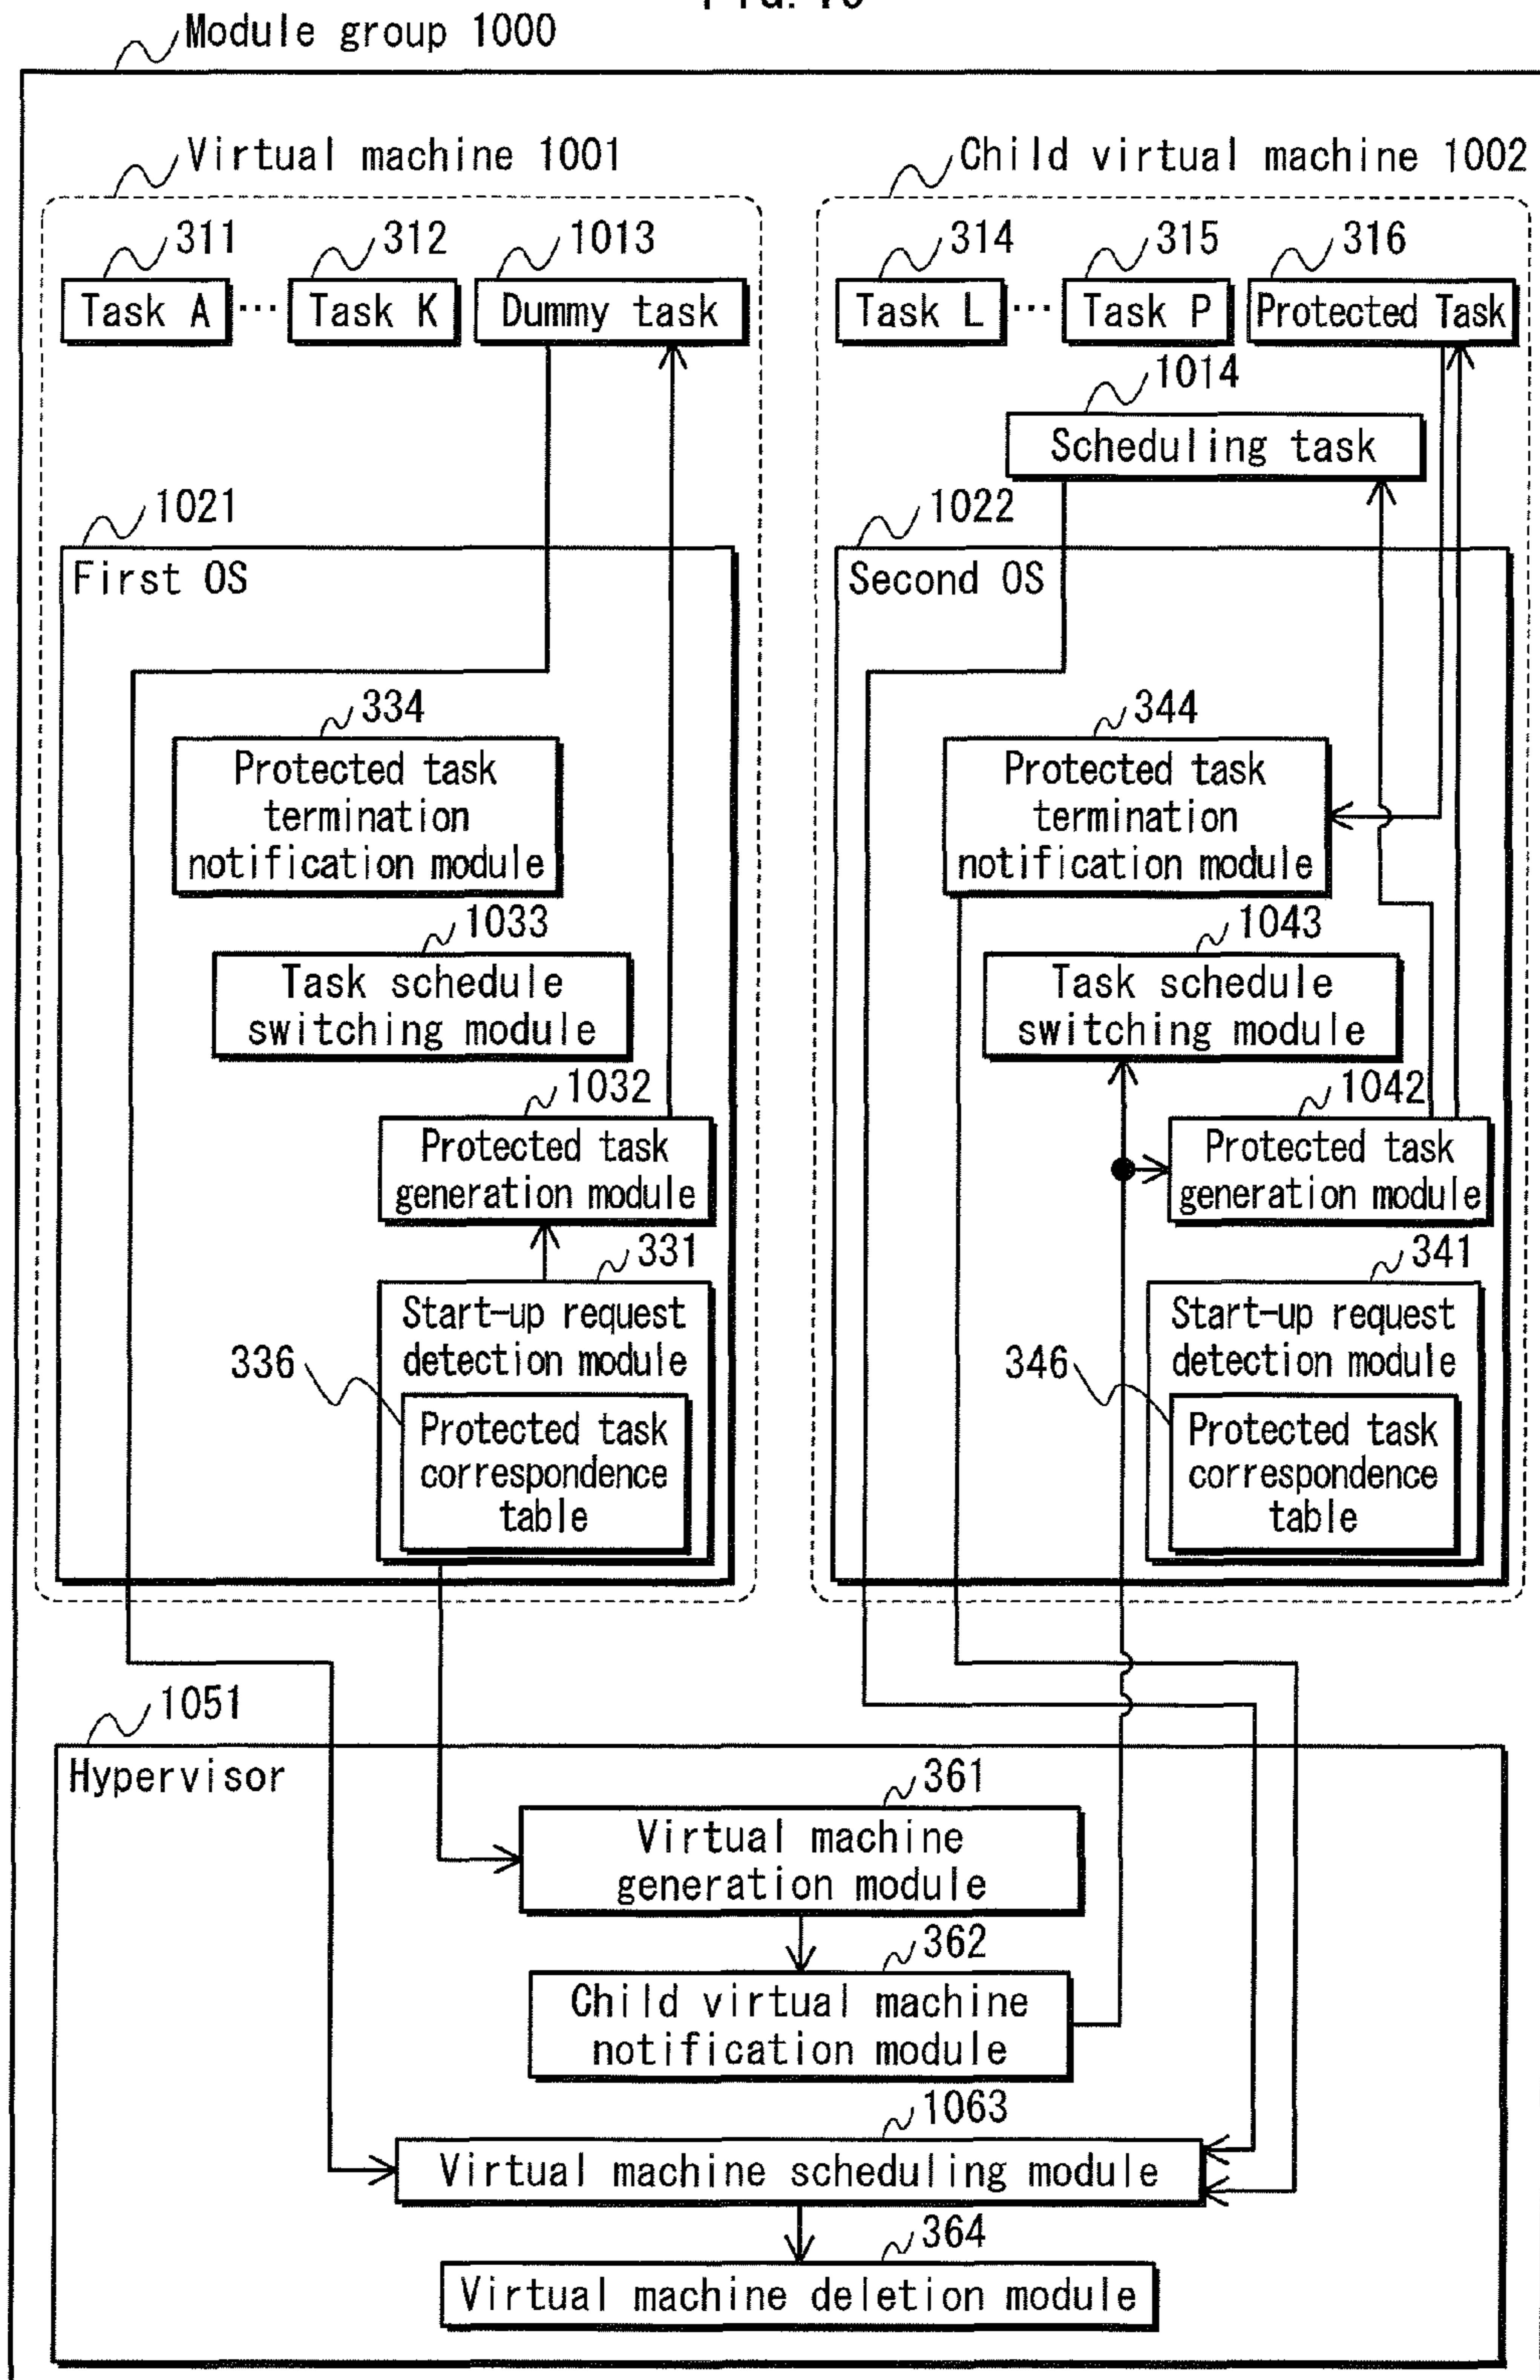 Module group 1000
Virtual machine 1001
Child virtual machine 1002
311
312
1013
314
315
316
Task A
...
Task K
Dummy task
Task L
...
Task P
Protected Task
1014
Scheduling task
1021
1022
First OS
Second OS
334
344
Protected task
termination
notification module
Protected task
termination
notification module
1033
1043
Task schedule
switching module
Task schedule
switching module
1032
1042
Protected task
generation module
Protected task
generation module
331
341
Start-up request
detection module
Start-up request
detection module
336
346
Protected task
correspondence
table
Protected task
correspondence
table
1051
Hypervisor
361
Virtual machine
generation module
362
Child virtual machine
notification module
1063
Virtual machine scheduling module
364
Virtual machine deletion module